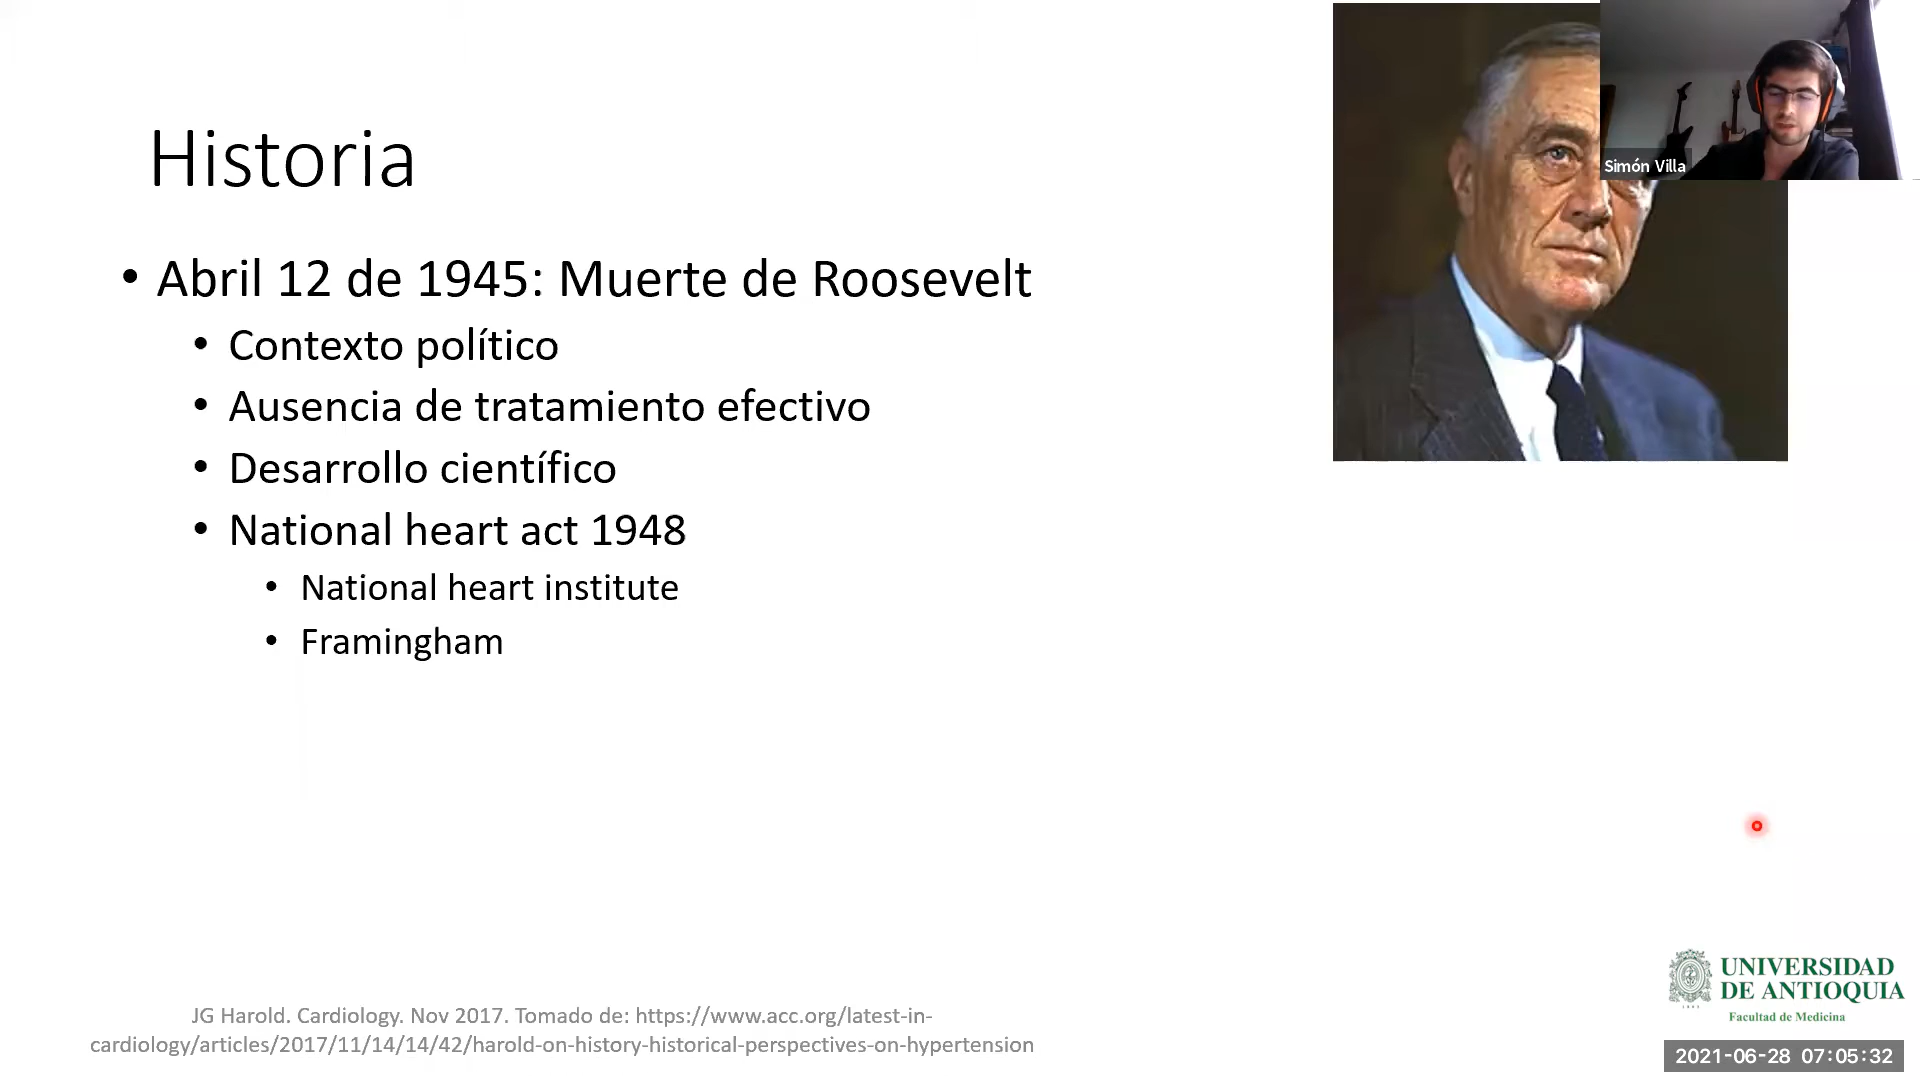 Simón Villa
Historia
• Abril 12 de 1945: Muerte de Roosevelt
• Contexto político
• Ausencia de tratamiento efectivo
• Desarrollo científico
• National heart act 1948
• National heart institute
• Framingham
JG Harold. Cardiology. Nov 2017. Tomado de: https://www.acc.org/latest-in-
cardiology/articles/2017/11/14/14/42/harold-on-history-historical-perspectives-on-hypertension
UNIVERSIDAD
DE ANTIOQUIA
Facultad de Medicina
2021-06-28 07:05:32